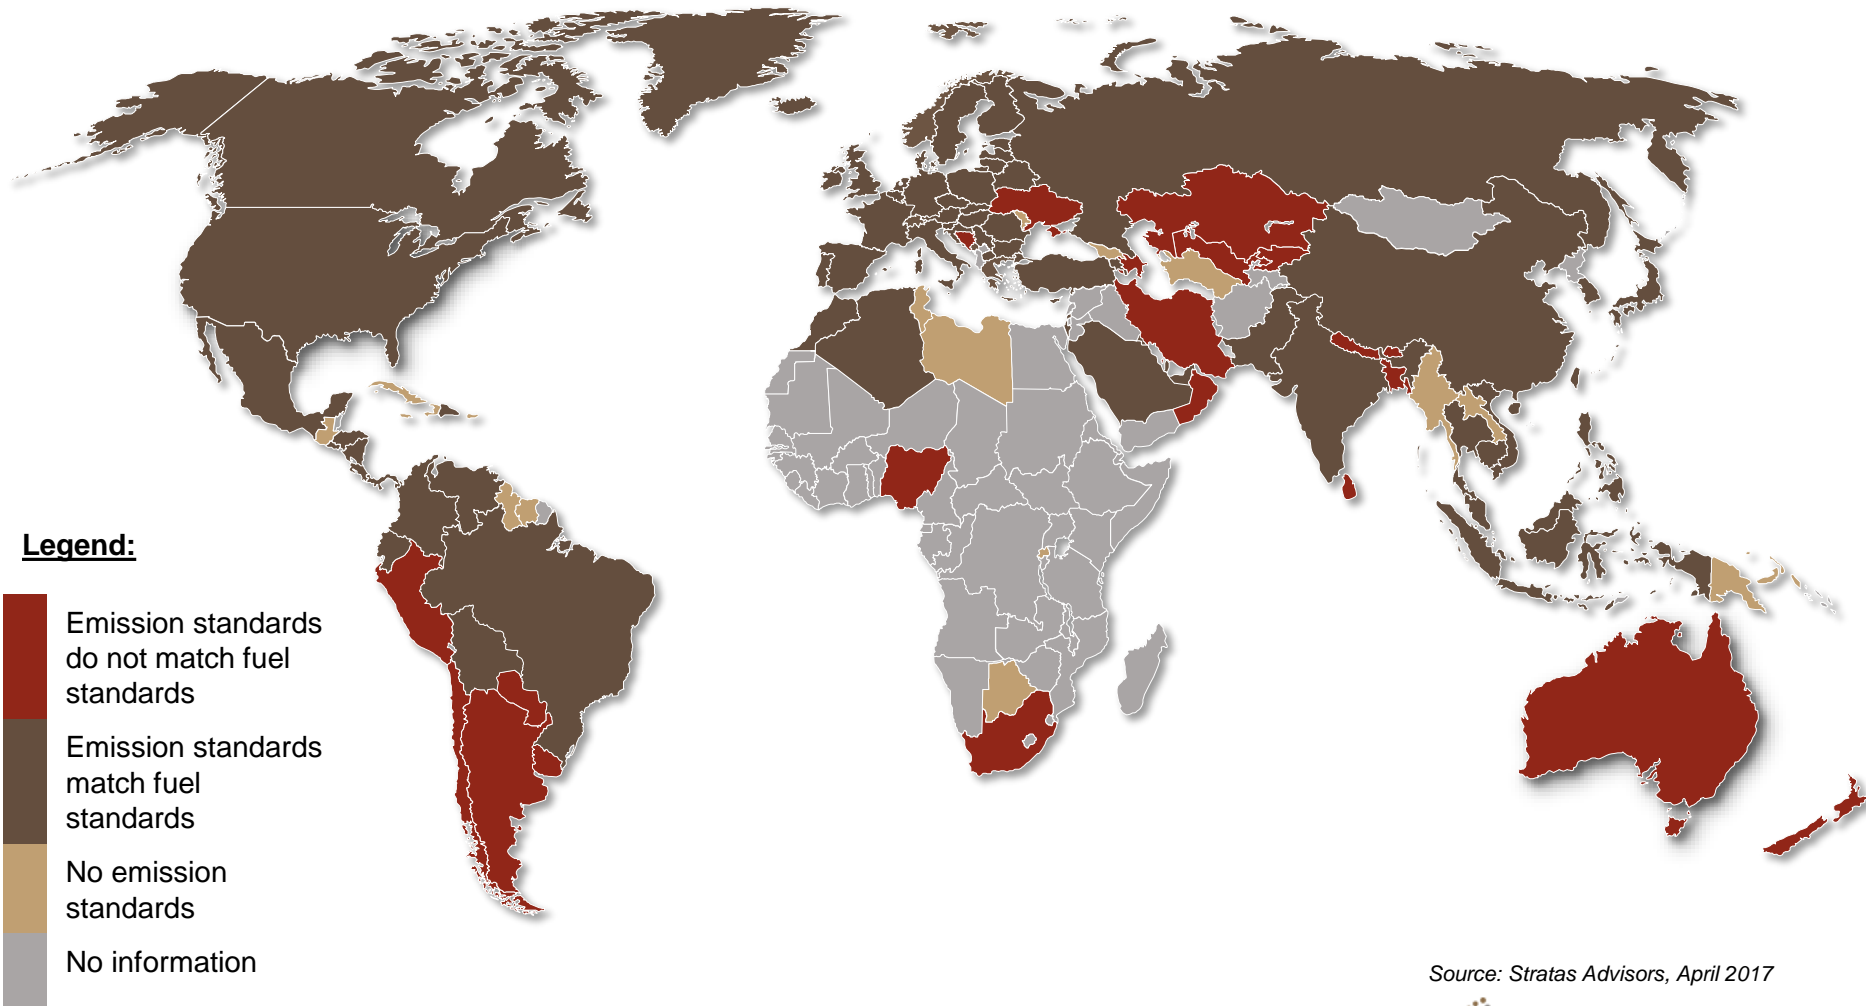 Legend:
Emission standards
do not match fuel
standards
Emission standards
match fuel
standards
No emission
standards
No information
Source: Stratas Advisors, April 2017